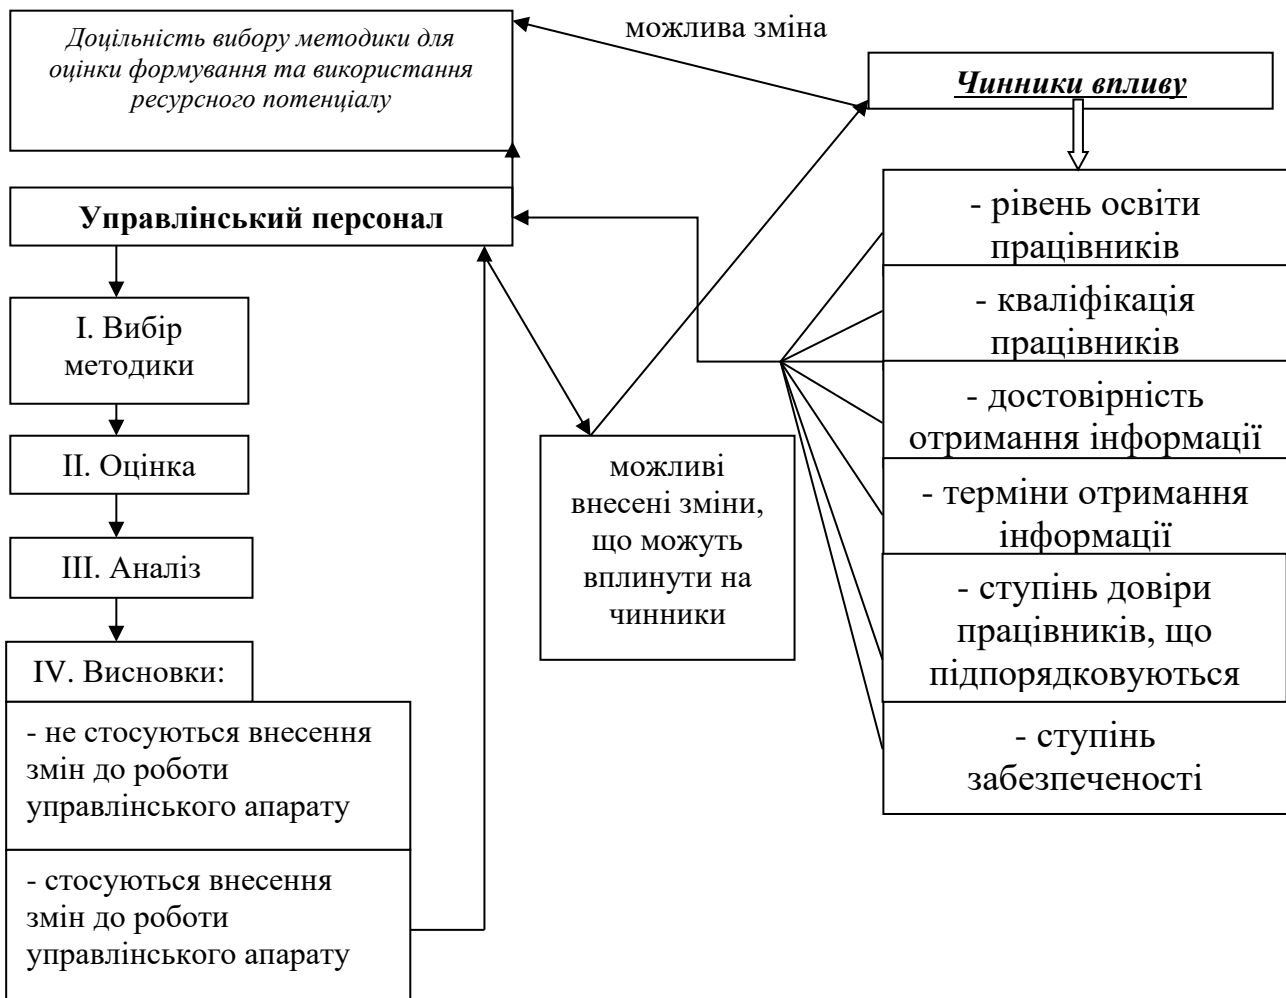 Доцільність вибору методики для
оцінки формування та використання
ресурсного потенціалу
можлива зміна
Чинники впливу
Управлінський персонал
І. Вибір
методики
ІІ. Оцінка
ІІІ. Аналіз
IV. Висновки:
- не стосуються внесення
змін до роботи
управлінського апарату
- стосуються внесення
змін до роботи
управлінського апарату
можливі
внесені зміни,
що можуть
вплинути на
чинники
- рівень освіти
працівників
- кваліфікація
працівників
- достовірність
отримання інформації
- терміни отримання
інформації
- ступінь довіри
працівників, що
підпорядковуються
- ступінь
забезпеченості